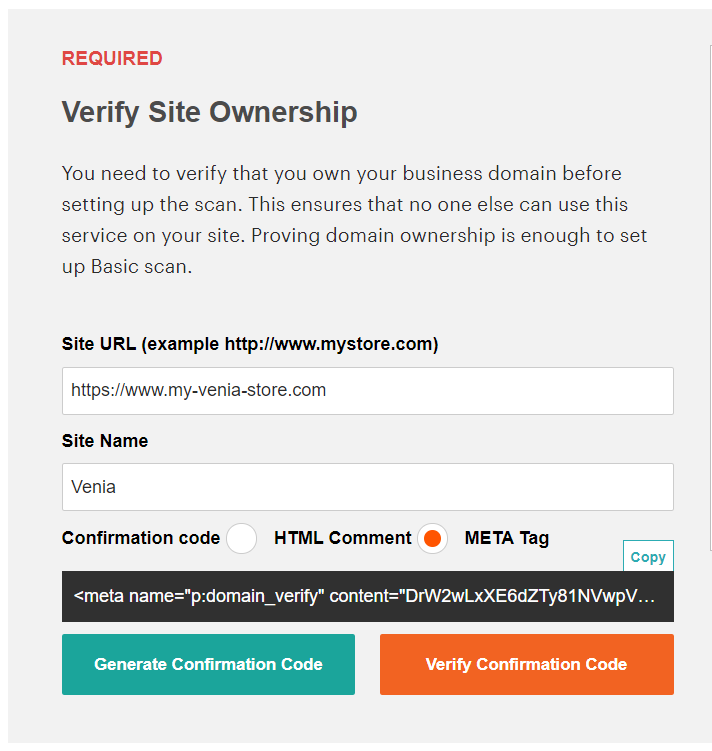 REQUIRED
Verify Site Ownership
You need to verify that you own your business domain before
setting up the scan. This ensures that no one else can use this
service on your site. Proving domain ownership is enough to set
up Basic scan.
Site URL (example http://www.mystore.com)
https://www.my-venia-store.com
Site Name
Venia
Confirmation code HTML Comment META Tag
Copy
<meta name="p:domain_verify" content="DrW2wLxXE6dZTy81NVwpV...
Generate Confirmation Code Verify Confirmation Code